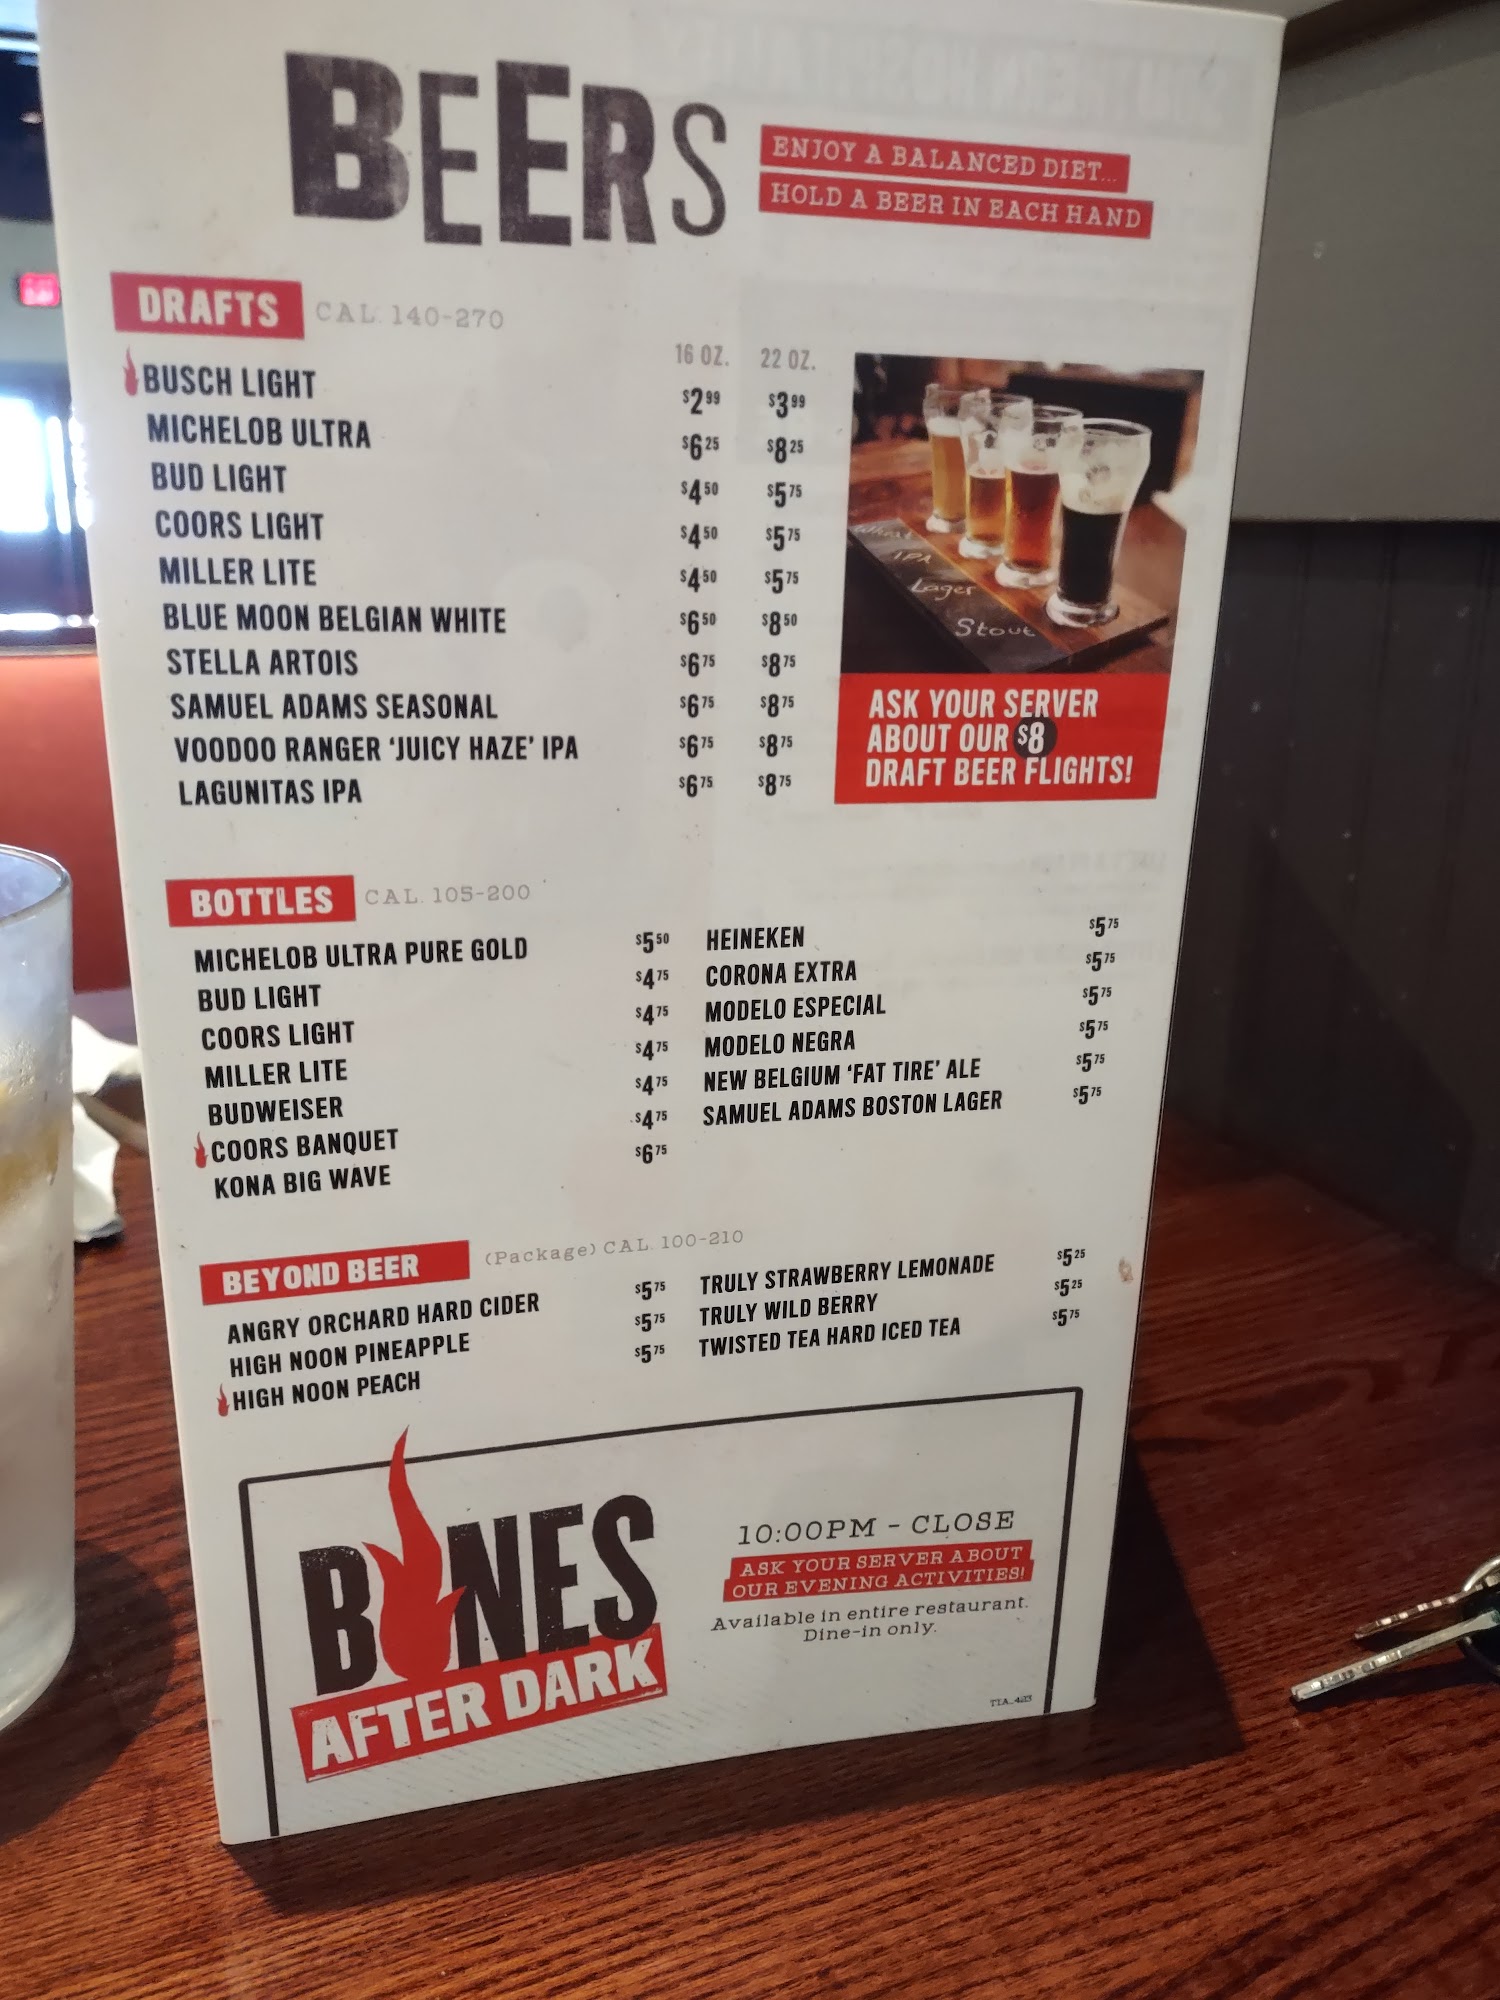 BEERS
ENJOY A BALANCED DIET...
HOLD A BEER IN EACH HAND
DRAFTS CAL. 140-270
16 OZ. 22 OZ.
BUSCH LIGHT $2.99 $3.99
MICHELOB ULTRA $6.25 $8.25
BUD LIGHT $4.50 $5.75
COORS LIGHT $4.50 $5.75
MILLER LITE $4.50 $5.75
BLUE MOON BELGIAN WHITE $6.50 $8.50
STELLA ARTOIS $6.75 $8.75
SAMUEL ADAMS SEASONAL $6.75 $8.75
VOODOO RANGER 'JUICY HAZE' IPA $6.75 $8.75
LAGUNITAS IPA $6.75 $8.75
Wheat
IPA
Lager
Stout
ASK YOUR SERVER
ABOUT OUR $8
DRAFT BEER FLIGHTS!
BOTTLES CAL. 105-200
MICHELOB ULTRA PURE GOLD $5.50
BUD LIGHT $4.75
COORS LIGHT $4.75
MILLER LITE $4.75
BUDWEISER $4.75
COORS BANQUET $4.75
KONA BIG WAVE $6.75
HEINEKEN $5.75
CORONA EXTRA $5.75
MODELO ESPECIAL $5.75
MODELO NEGRA $5.75
NEW BELGIUM 'FAT TIRE' ALE $5.75
SAMUEL ADAMS BOSTON LAGER $5.75
BEYOND BEER (Package) CAL. 100-210
ANGRY ORCHARD HARD CIDER $5.75
HIGH NOON PINEAPPLE $5.75
HIGH NOON PEACH $5.75
TRULY STRAWBERRY LEMONADE $5.25
TRULY WILD BERRY $5.25
TWISTED TEA HARD ICED TEA $5.75
BONES
AFTER DARK
10:00PM - CLOSE
ASK YOUR SERVER ABOUT
OUR EVENING ACTIVITIES!
Available in entire restaurant.
Dine-in only.